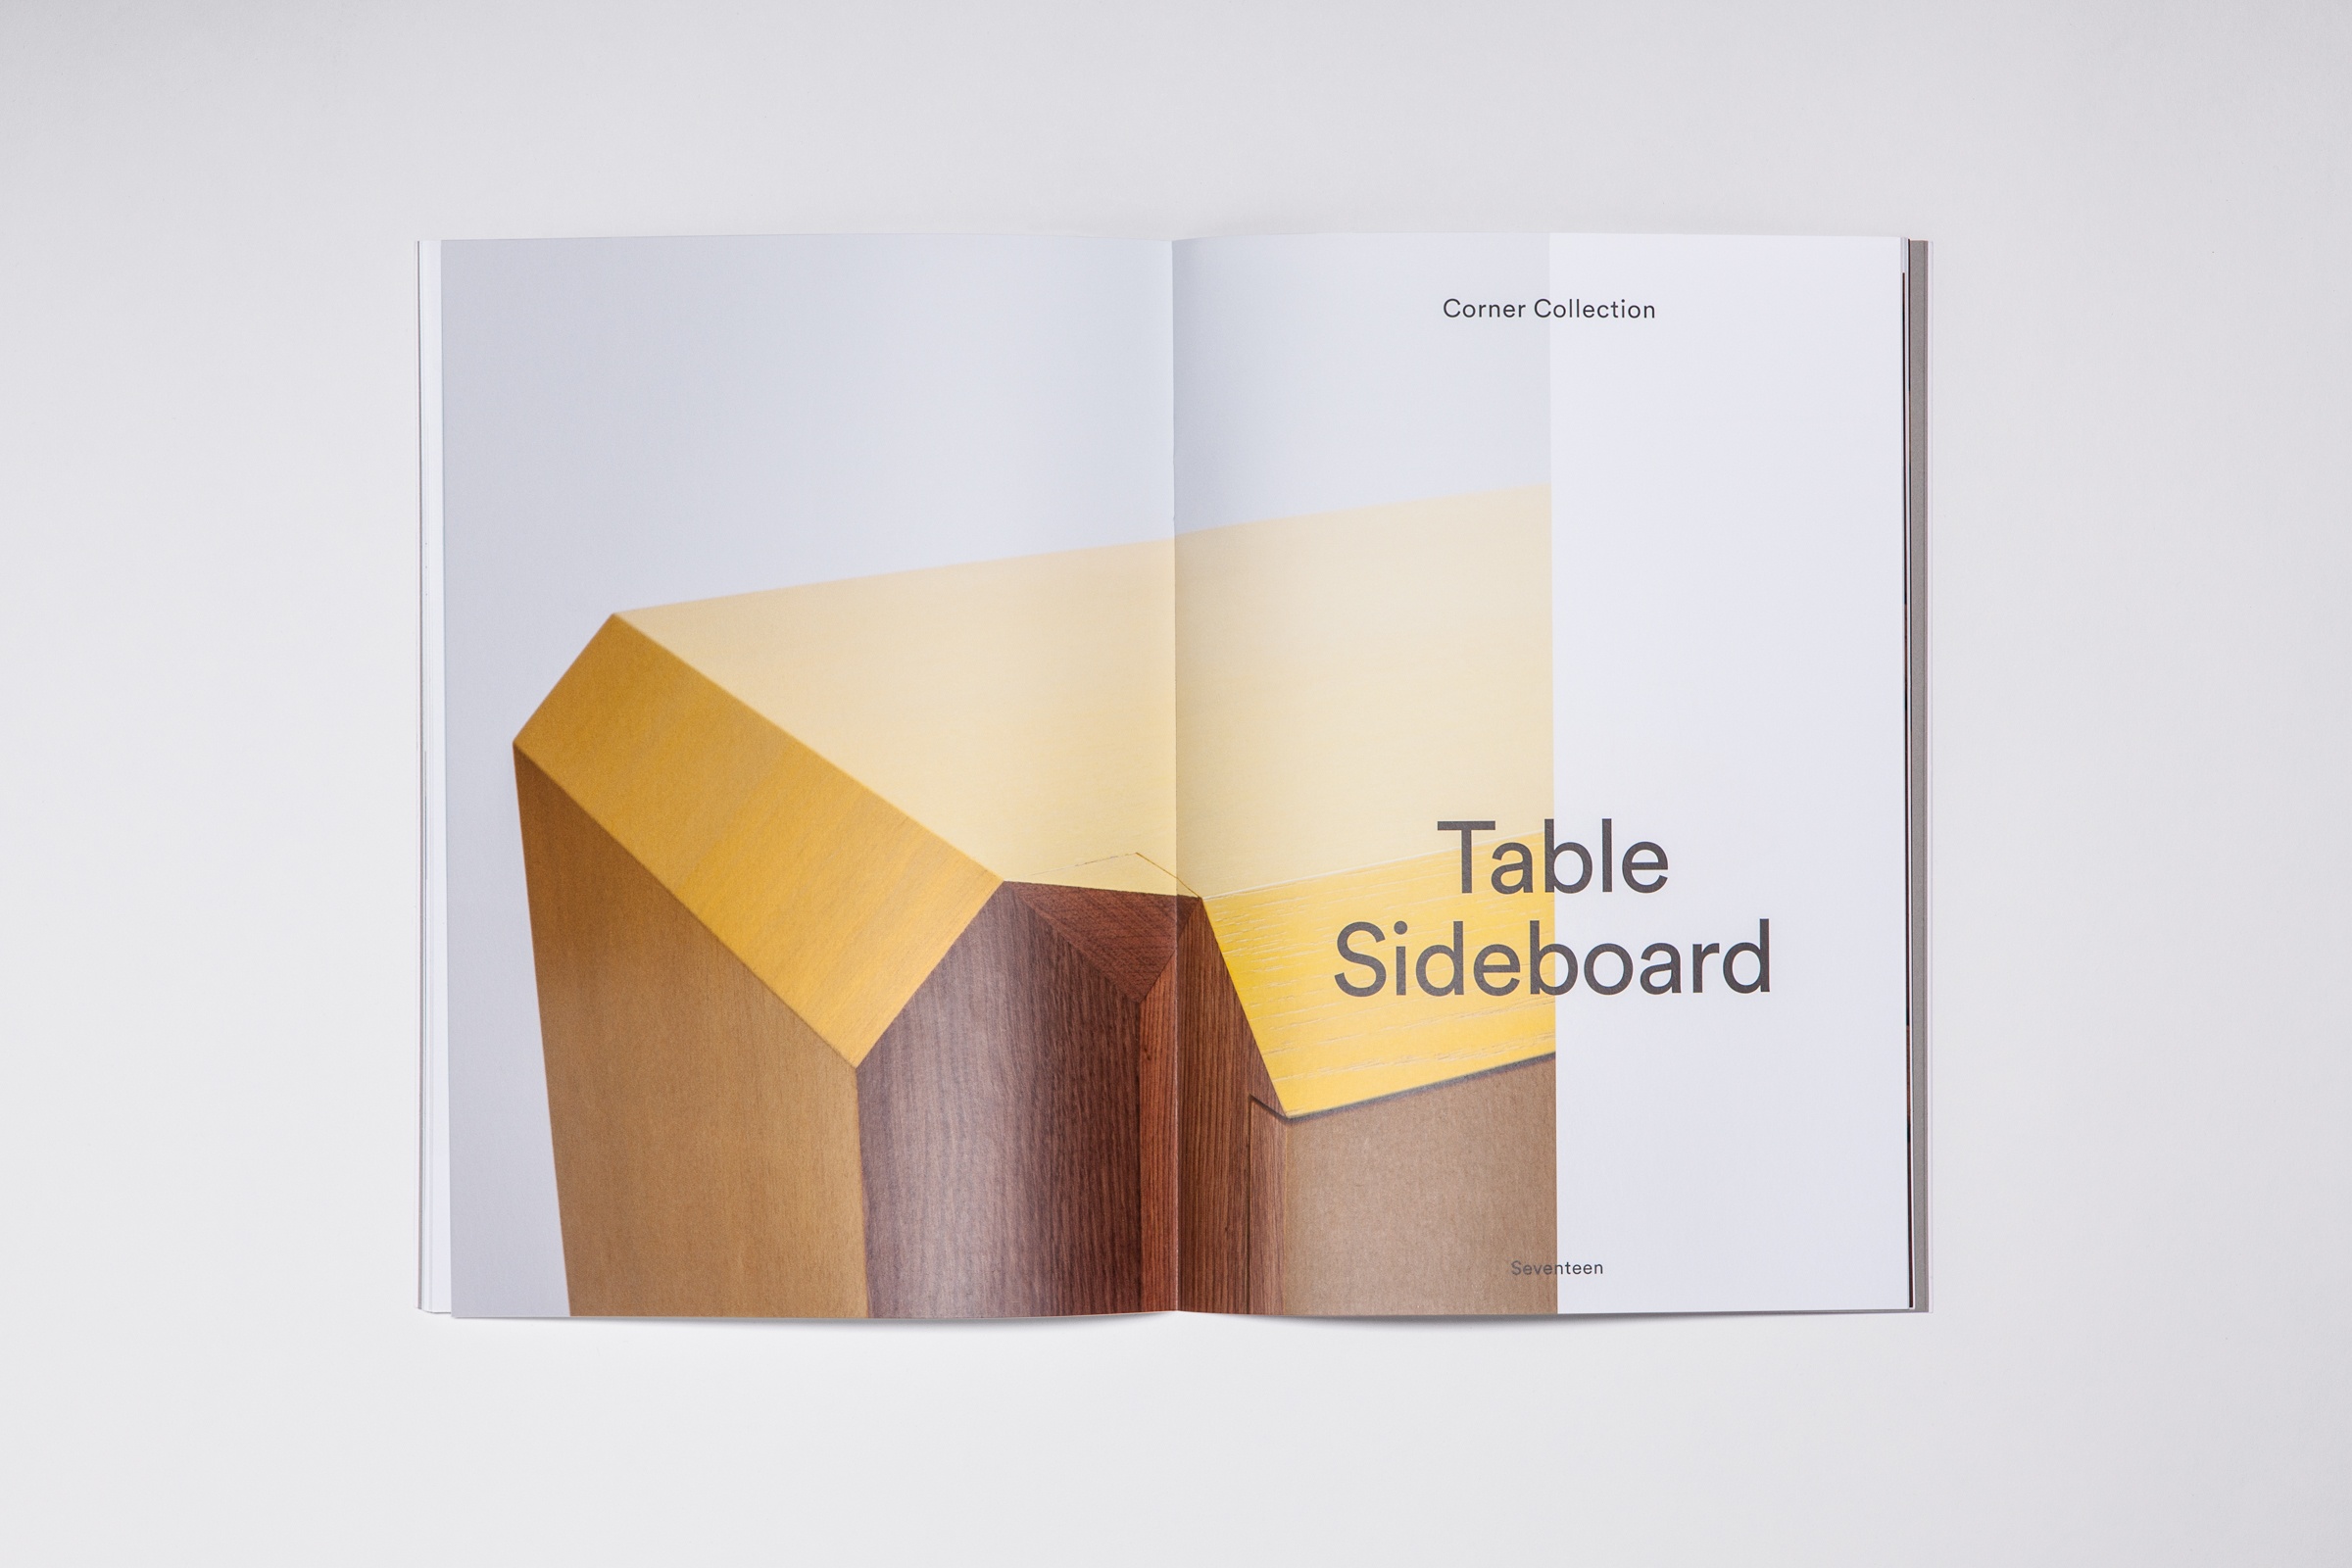 Corner Collection
Table
Sideboard
Seventeen